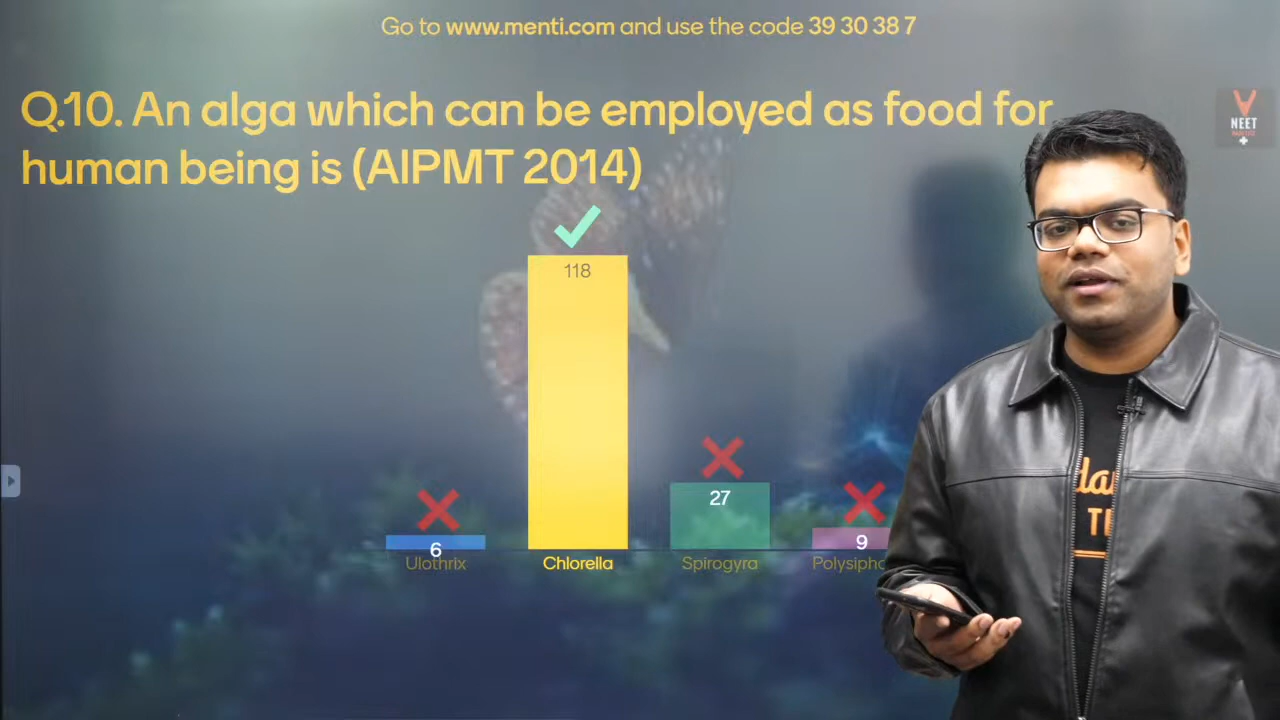 Go to www.menti.com and use the code 39 30 38 7
Q.10. An alga which can be employed as food for
human being is (AIPMT 2014)
NEET
118
27
6
9
Ulothrix
Chlorella
Spirogyra